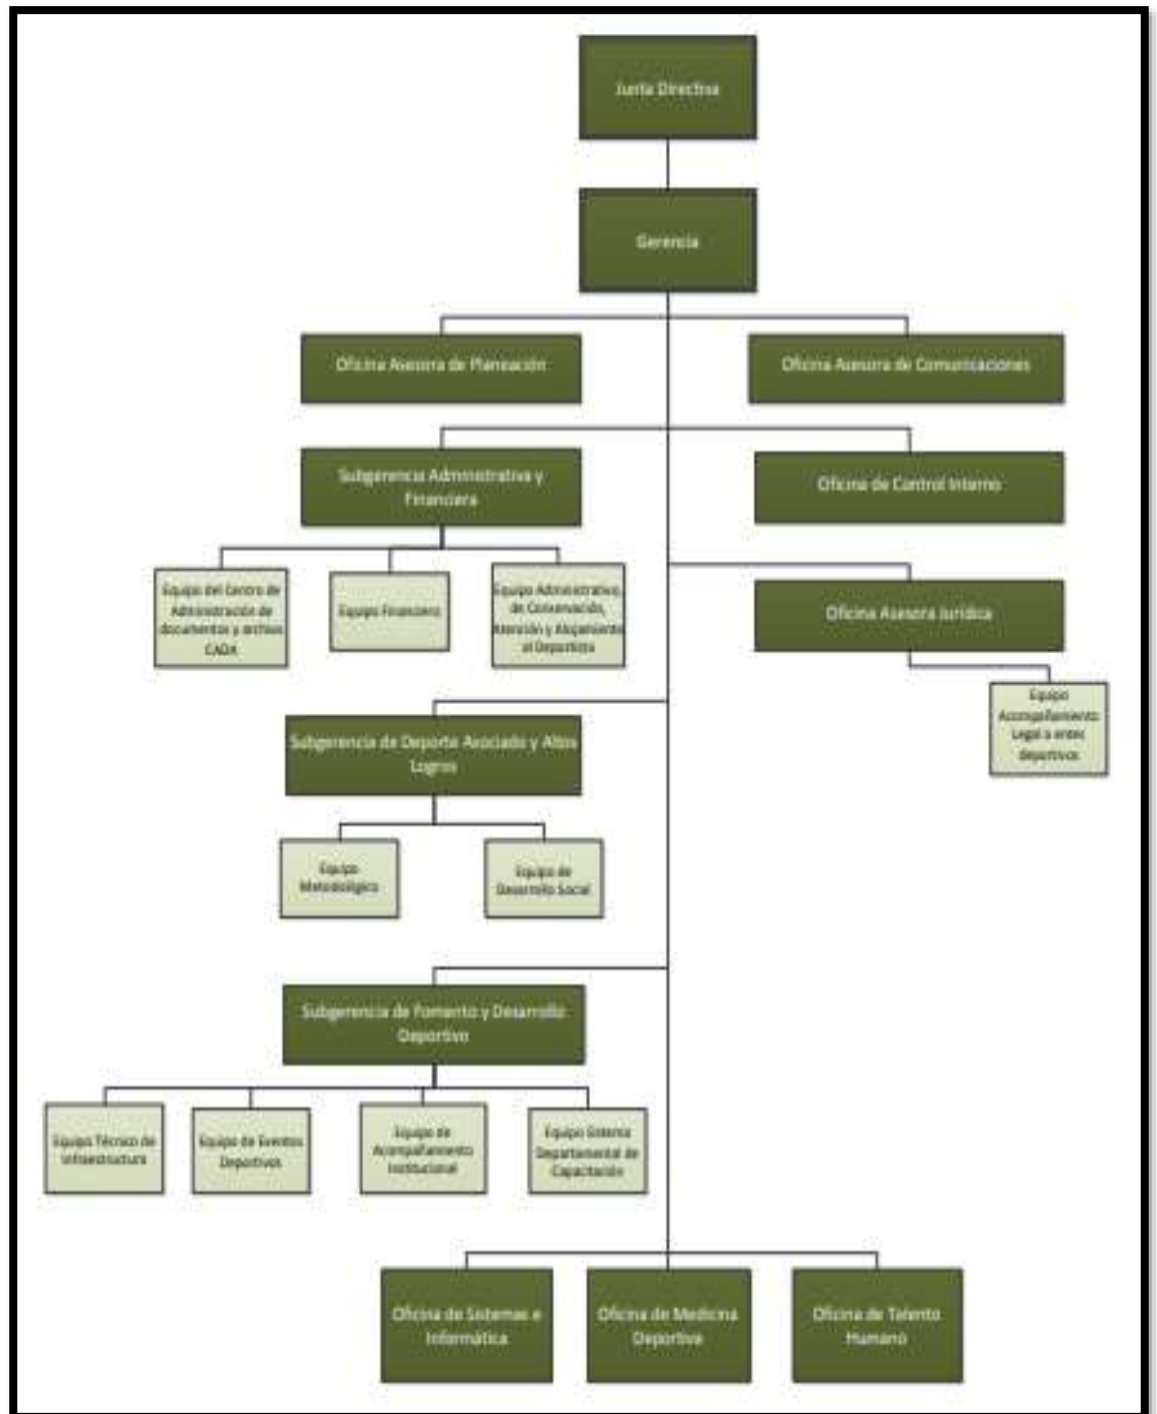 Junta Directiva
Gerencia
Oficina Asesora de Planeación
Oficina Asesora de Comunicaciones
Subgerencia Administrativa y
Financiera
Oficina de Control Interno
Equipo del Centro de
Administración de
documentos y archivo
CADA
Equipo Financiero
Equipo Administrativo,
de Conservación,
Atención y Alojamiento
al Deportista
Oficina Asesora Jurídica
Equipo
Acompañamiento
Legal a entes
deportivos
Subgerencia de Deporte Asociado y Altos
Logros
Equipo
Metodológico
Equipo de
Desarrollo Social
Subgerencia de Fomento y Desarrollo
Deportivo
Equipo Técnico de
Infraestructura
Equipo de Eventos
Deportivos
Equipo de
Acompañamiento
Institucional
Equipo Sistema
Departamental de
Capacitación
Oficina de Sistemas e
Informática
Oficina de Medicina
Deportiva
Oficina de Talento
Humano